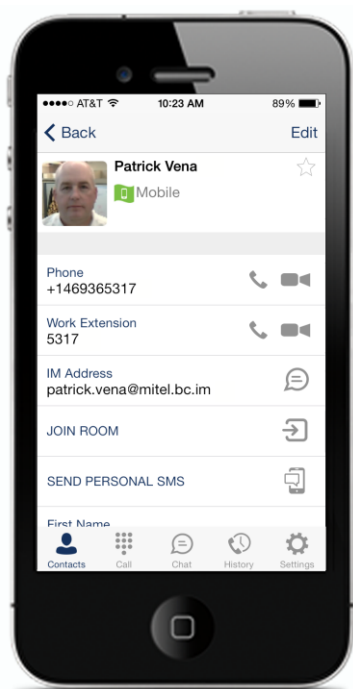 AT&T 10:23 AM 89%
Back Edit
Patrick Vena
Mobile
Phone
+1469365317
Work Extension
5317
IM Address
patrick.vena@mitel.bc.im
JOIN ROOM
SEND PERSONAL SMS
First Name
Contacts Call Chat History Settings